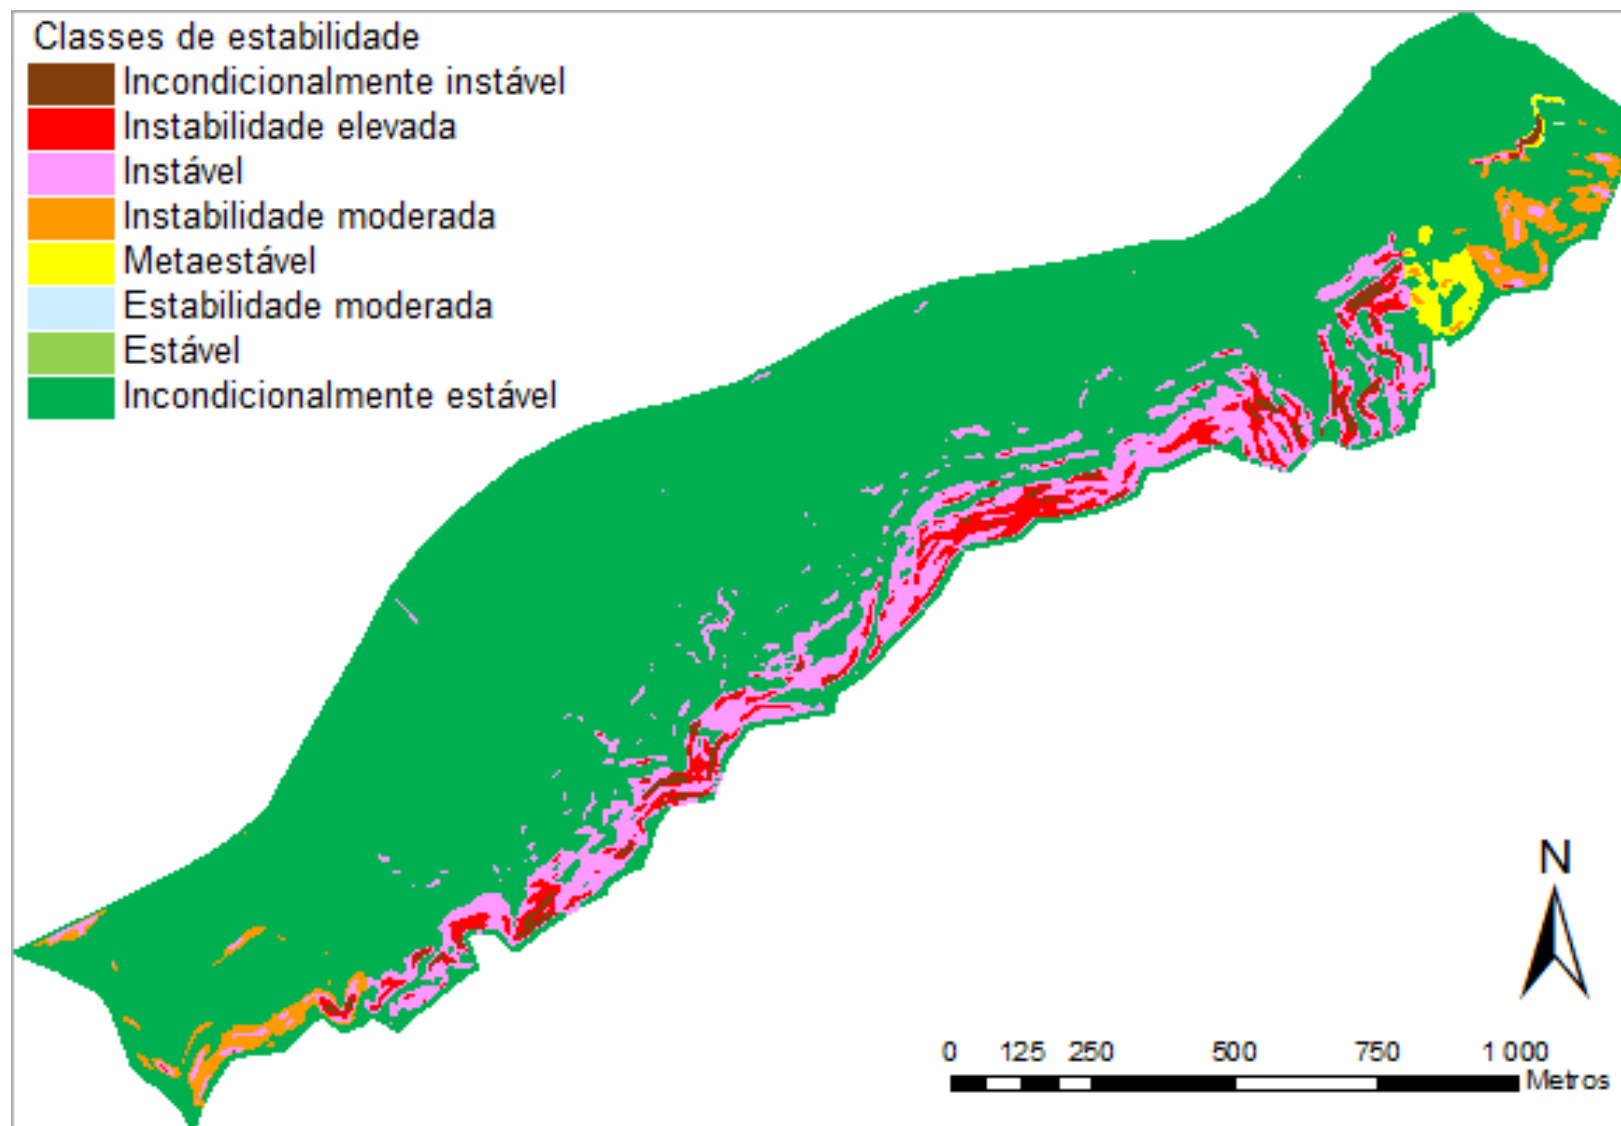 Classes de estabilidade
Incondicionalmente instável
Instabilidade elevada
Instável
Instabilidade moderada
Metaestável
Estabilidade moderada
Estável
Incondicionalmente estável
N
0 125 250 500 750 1 000
Metros